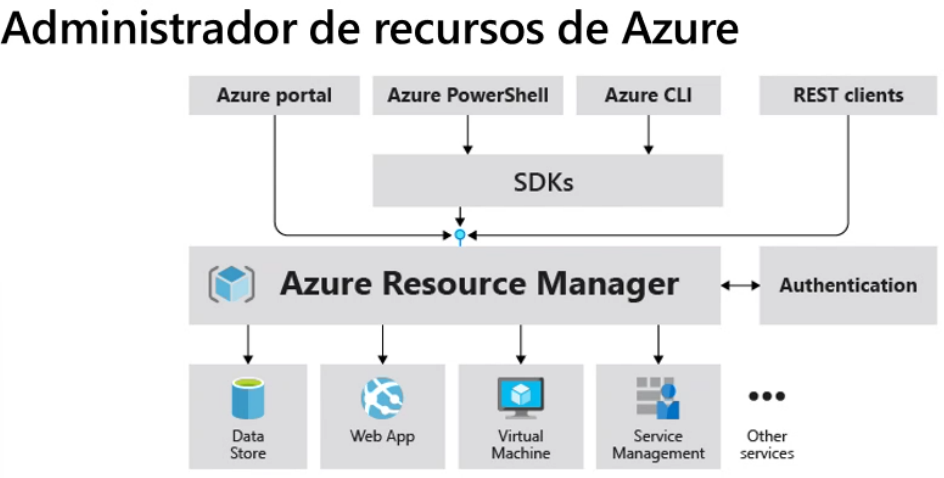 Administrador de recursos de Azure
Azure portal
Azure PowerShell
Azure CLI
REST clients
SDKs
Azure Resource Manager
Authentication
Data
Store
Web App
Virtual
Machine
Service
Management
Other
services